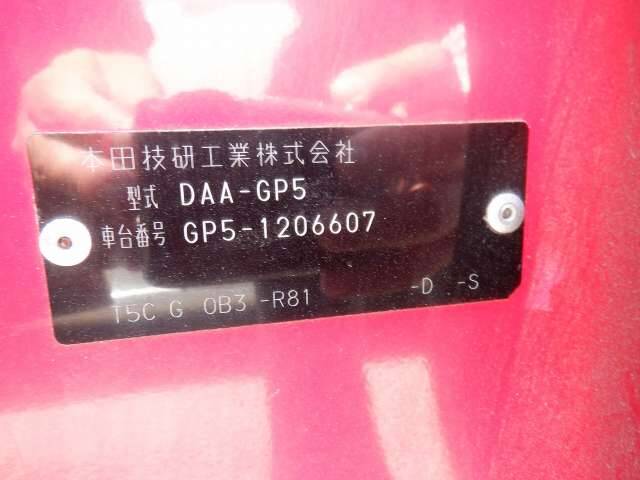 本田技研工業株式会社
型式 DAA-GP5
車台番号 GP5-1206607
T5C G 0B3 -R81 -D -S